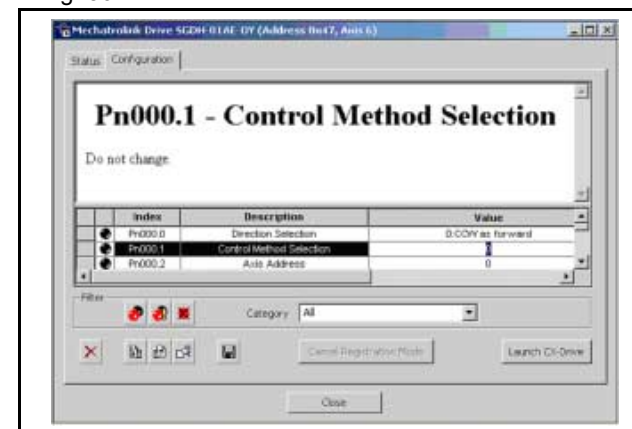 Mechatrolink Drive SGDH-01AE-OY (Address 0x47, Axis 6)
Status Configuration
Pn000.1 - Control Method Selection
Do not change.
Index Description Value
Pn000.0 Direction Selection 0:CCW as forward
Pn000.1 Control Method Selection 0
Pn000.2 Axis Address 0
Filter
Category All
Cancel Registration Mode Launch CX-Drive
Close